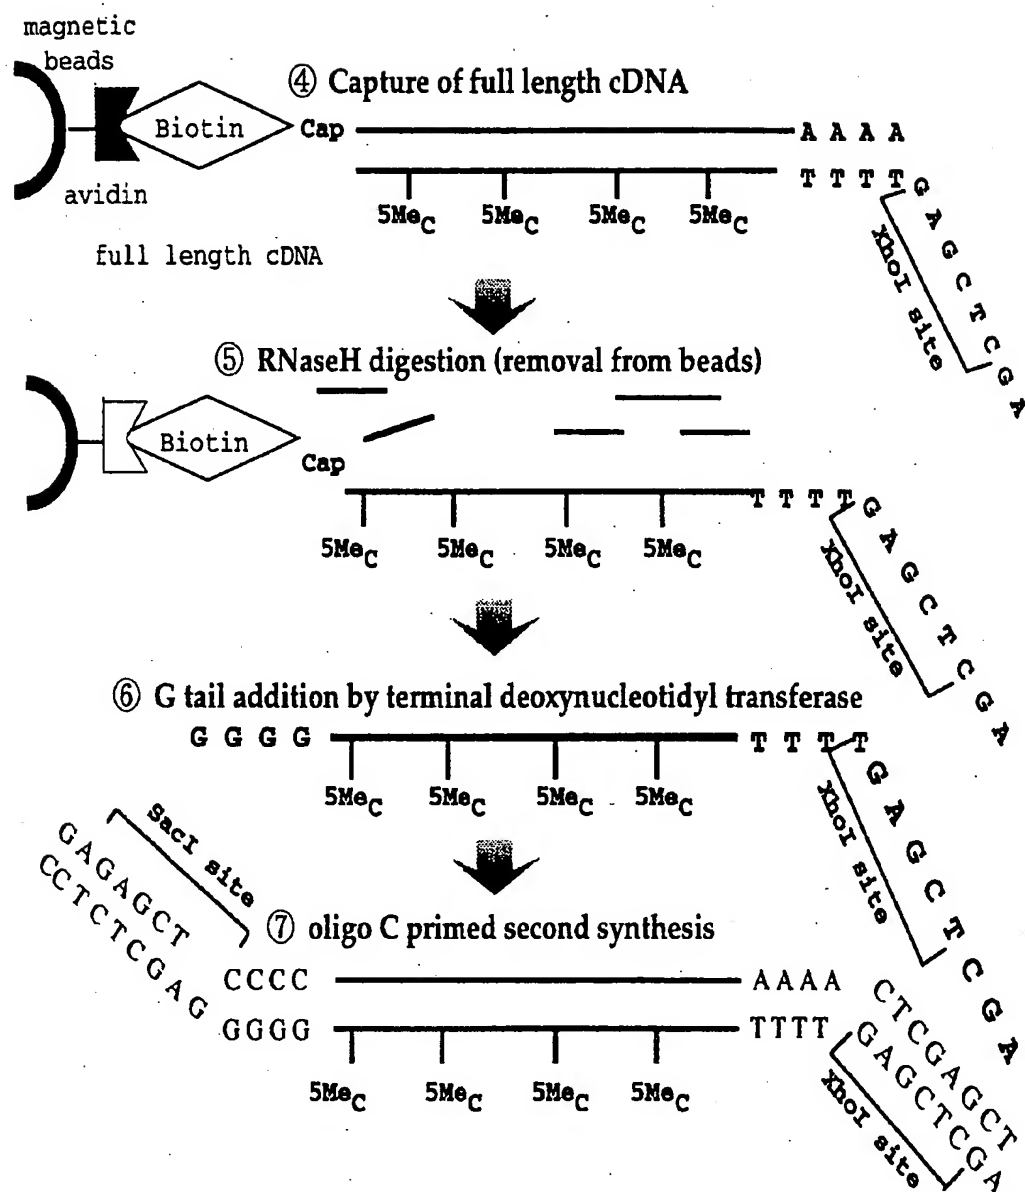 magnetic
beads
④ Capture of full length cDNA
Biotin
Cap
A A A A
avidin
T T T T G A G C T C G A
5MeC 5MeC 5MeC 5MeC
XhoI site
full length cDNA
⑤ RNaseH digestion (removal from beads)
Biotin
Cap
T T T T G A G C T C G A
5MeC 5MeC 5MeC 5MeC
XhoI site
⑥ G tail addition by terminal deoxynucleotidyl transferase
G G G G T T T T G A G C T C G A
5MeC 5MeC 5MeC 5MeC
XhoI site
SacI site
GAGAGCT
CCTCTCGAG
⑦ oligo C primed second synthesis
CCCC AAAA CTCGAGCT
GGGG TTTT GAGCTCGA
5MeC 5MeC 5MeC 5MeC
XhoI site